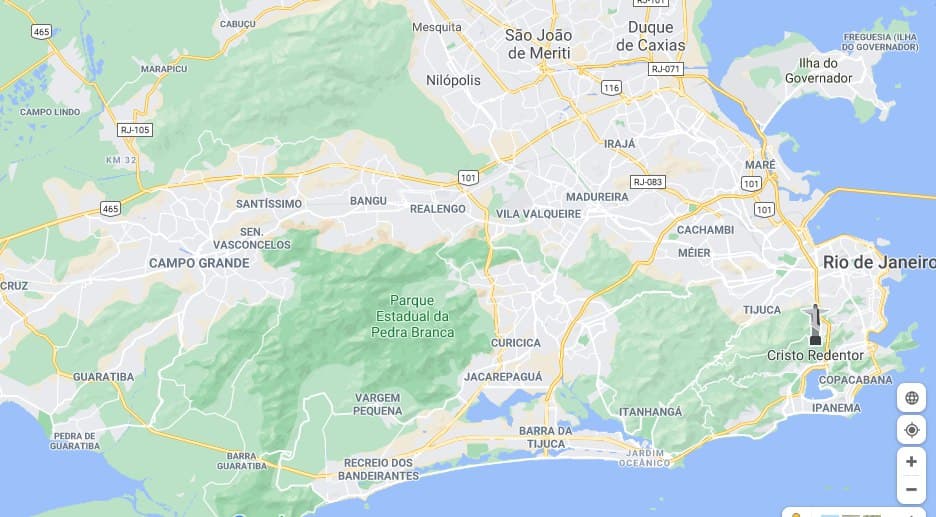 RJ-101
465
CABUÇU
Mesquita
São João
de Meriti
Duque
de Caxias
FREGUESIA (ILHA
DO GOVERNADOR)
MARAPICU
Nilópolis
RJ-071
Ilha do
Governador
116
CAMPO LINDO
RJ-105
IRAJÁ
KM 32
MARÉ
101
RJ-083
101
465
SANTÍSSIMO
BANGU
REALENGO
MADUREIRA
101
VILA VALQUEIRE
SEN.
VASCONCELOS
CACHAMBI
MÉIER
CAMPO GRANDE
Rio de Janeiro
CRUZ
Parque
Estadual da
Pedra Branca
TIJUCA
CURICICA
Cristo Redentor
GUARATIBA
JACAREPAGUÁ
COPACABANA
VARGEM
PEQUENA
ITANHANGÁ
IPANEMA
PEDRA DE
GUARATIBA
BARRA DA
TIJUCA
BARRA
GUARATIBA
JARDIM
OCEÂNICO
RECREIO DOS
BANDEIRANTES